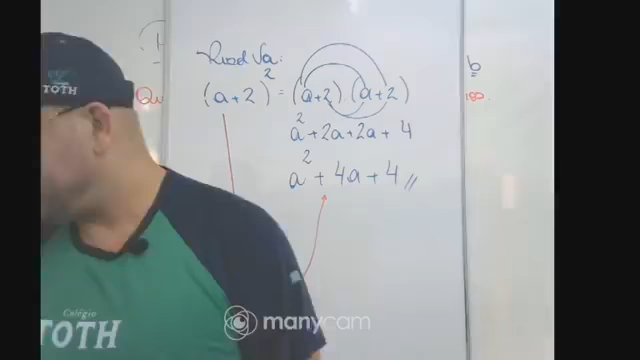 Resolva:
(a+2)² = (a+2).(a+2)
a²+2a+2a+4
a²+4a+4//
b
TOTH
Colégio
TOTH
manycam